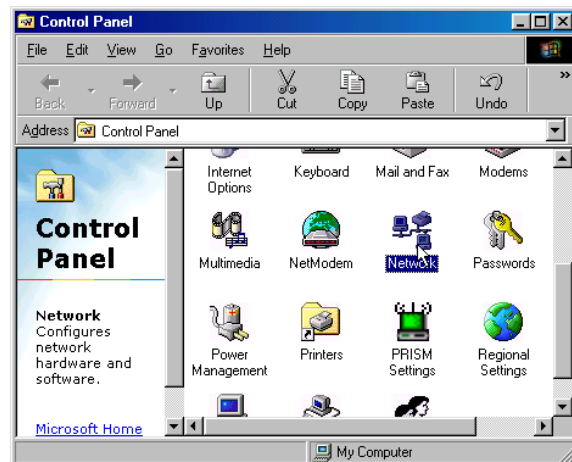 Control Panel
File Edit View Go Favorites Help
Back Forward Up Cut Copy Paste Undo »
Address Control Panel
Internet Options
Keyboard
Mail and Fax
Modems
Control Panel
Multimedia
NetModem
Network
Passwords
Network
Configures
network
hardware and
software.
Power Management
Printers
PRISM Settings
Regional Settings
Microsoft Home
My Computer